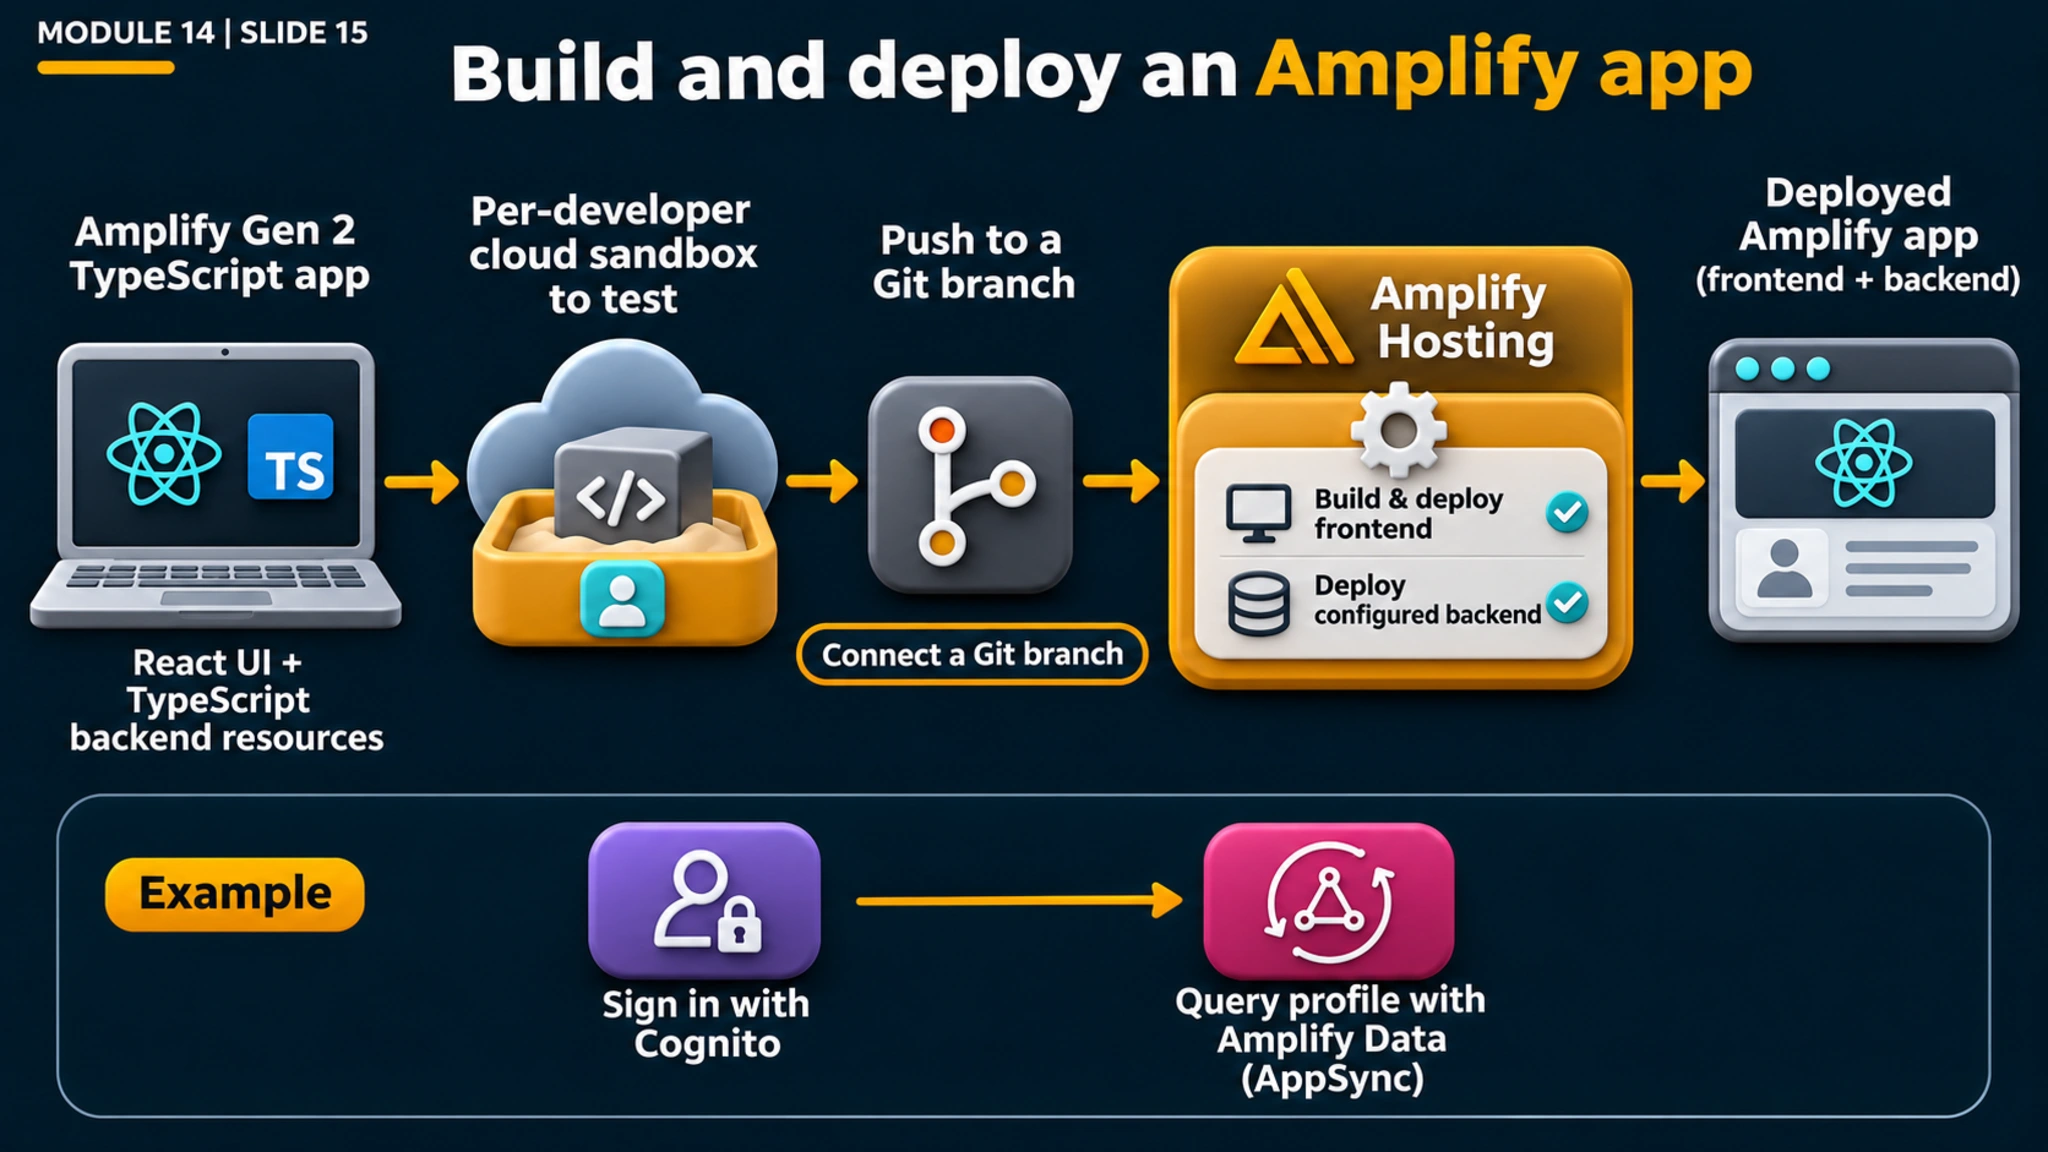 MODULE 14 | SLIDE 15
Build and deploy an Amplify app
Amplify Gen 2
TypeScript app
TS
React UI +
TypeScript
backend resources
Per-developer
cloud sandbox
to test
</>
Push to a
Git branch
Connect a Git branch
Amplify
Hosting
Build & deploy
frontend
Deploy
configured backend
Deployed
Amplify app
(frontend + backend)
Example
Sign in with
Cognito
Query profile with
Amplify Data
(AppSync)